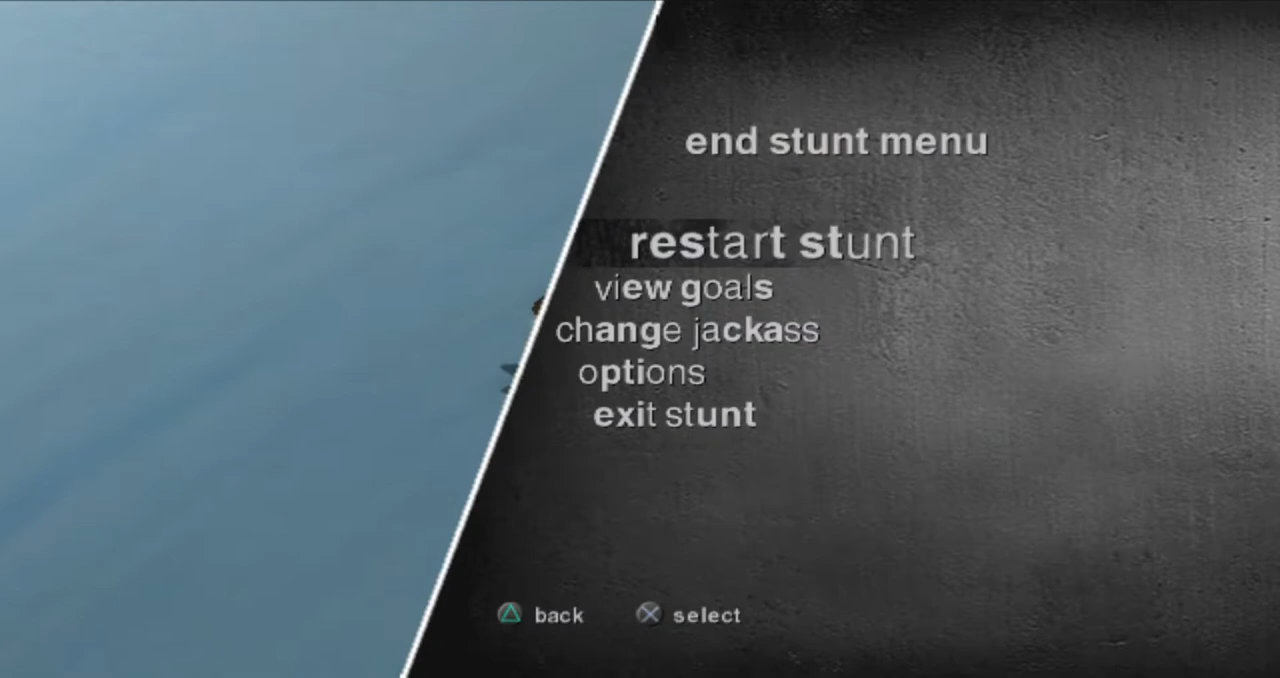 end stunt menu
restart stunt
view goals
change jackass
options
exit stunt
back select